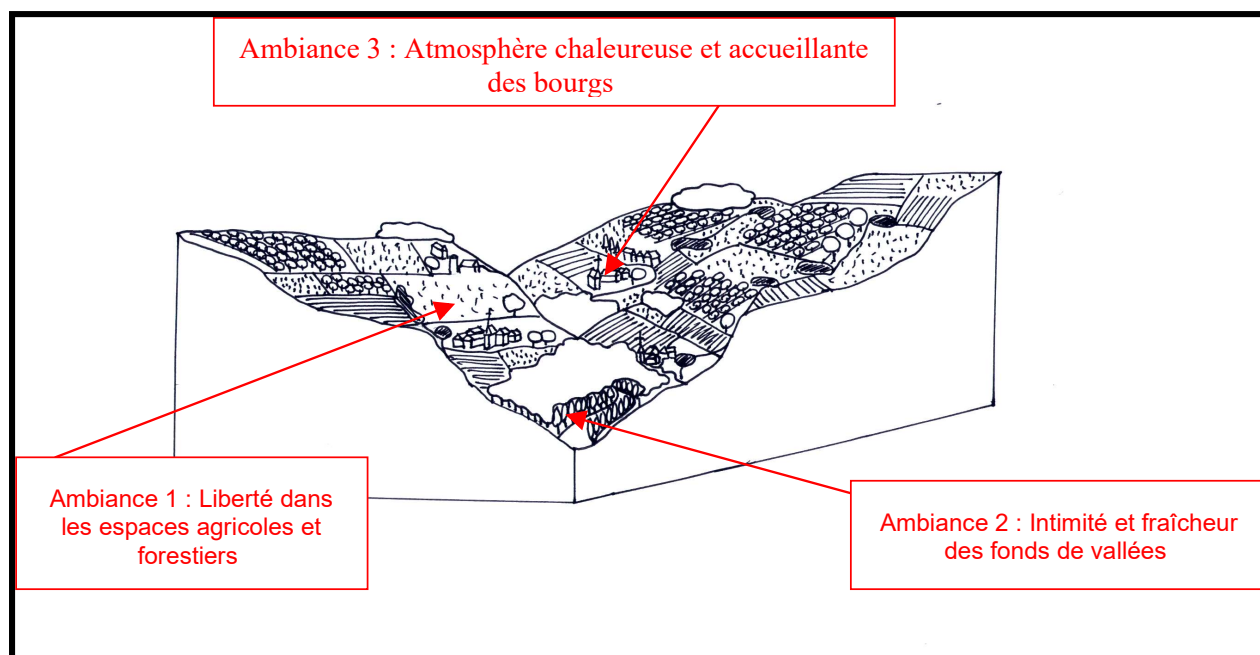 Ambiance 3 : Atmosphère chaleureuse et accueillante
des bourgs
Ambiance 1 : Liberté dans
les espaces agricoles et
forestiers
Ambiance 2 : Intimité et fraîcheur
des fonds de vallées